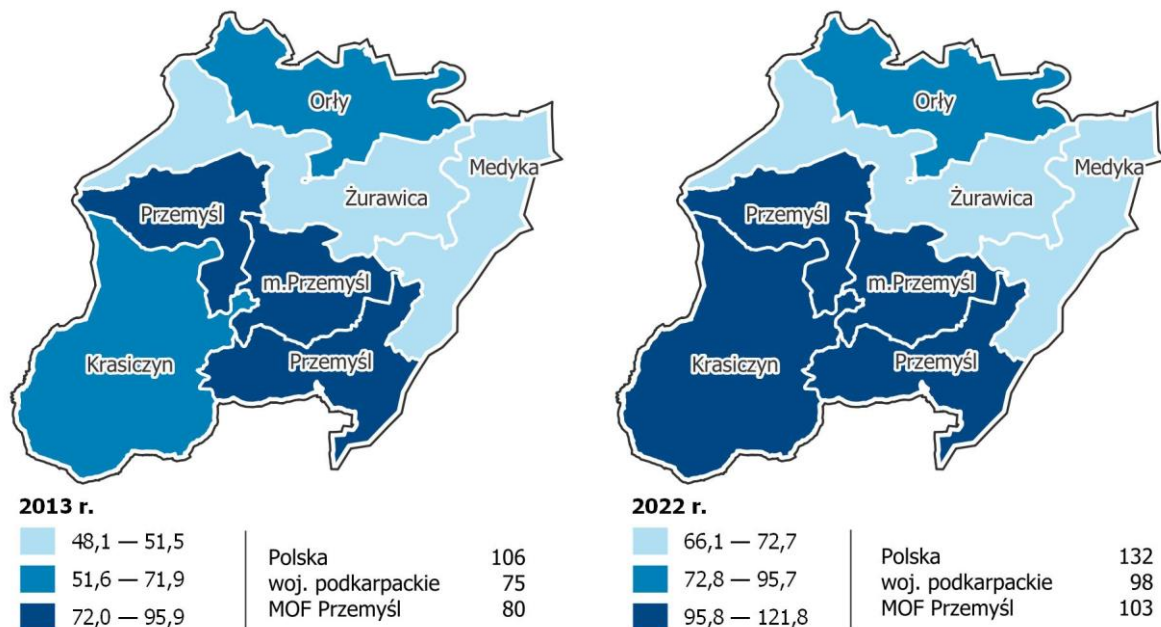 Orły
Medyka
Żurawica
Przemyśl
m.Przemyśl
Krasiczyn
Przemyśl
2013 r.
48,1 — 51,5
51,6 — 71,9
72,0 — 95,9
Polska 106
woj. podkarpackie 75
MOF Przemyśl 80
Orły
Medyka
Żurawica
Przemyśl
m.Przemyśl
Krasiczyn
Przemyśl
2022 r.
66,1 — 72,7
72,8 — 95,7
95,8 — 121,8
Polska 132
woj. podkarpackie 98
MOF Przemyśl 103